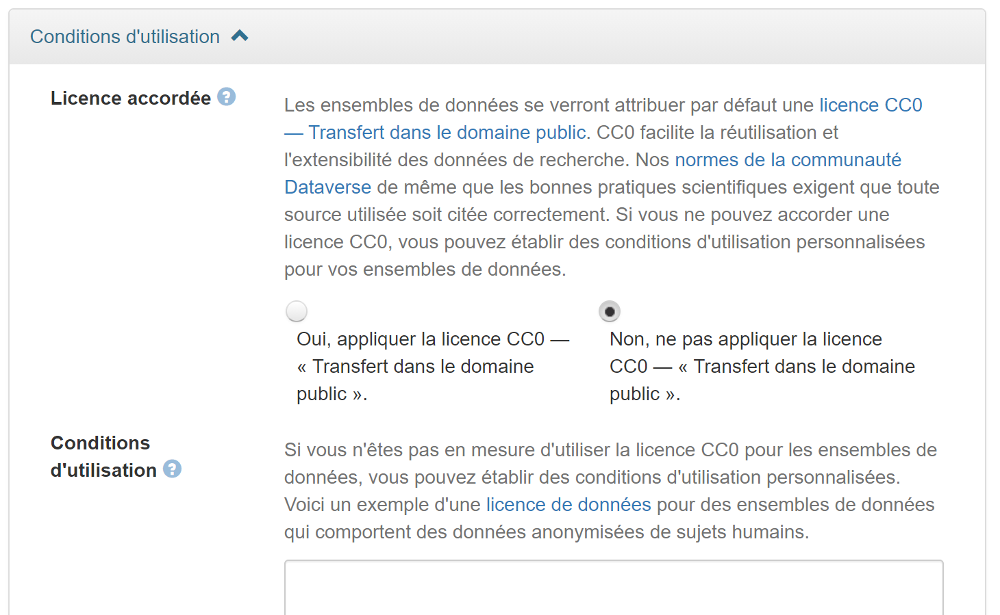 Conditions d'utilisation
Licence accordée ?
Les ensembles de données se verront attribuer par défaut une licence CC0
— Transfert dans le domaine public. CC0 facilite la réutilisation et
l'extensibilité des données de recherche. Nos normes de la communauté
Dataverse de même que les bonnes pratiques scientifiques exigent que toute
source utilisée soit citée correctement. Si vous ne pouvez accorder une
licence CC0, vous pouvez établir des conditions d'utilisation personnalisées
pour vos ensembles de données.
Oui, appliquer la licence CC0 —
« Transfert dans le domaine
public ».
Non, ne pas appliquer la licence
CC0 — « Transfert dans le domaine
public ».
Conditions
d'utilisation ?
Si vous n'êtes pas en mesure d'utiliser la licence CC0 pour les ensembles de
données, vous pouvez établir des conditions d'utilisation personnalisées.
Voici un exemple d'une licence de données pour des ensembles de données
qui comportent des données anonymisées de sujets humains.